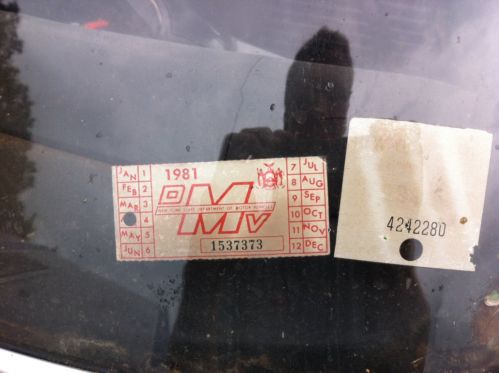 JAN 1
FEB 2
MAR 3
4
MAY 5
JUN 6
1981
DMMV
NEW YORK STATE DEPARTMENT OF MOTOR VEHICLES
1537373
7 JUL
8 AUG
9 SEP
10 OCT
11 NOV
12 DEC
4242280